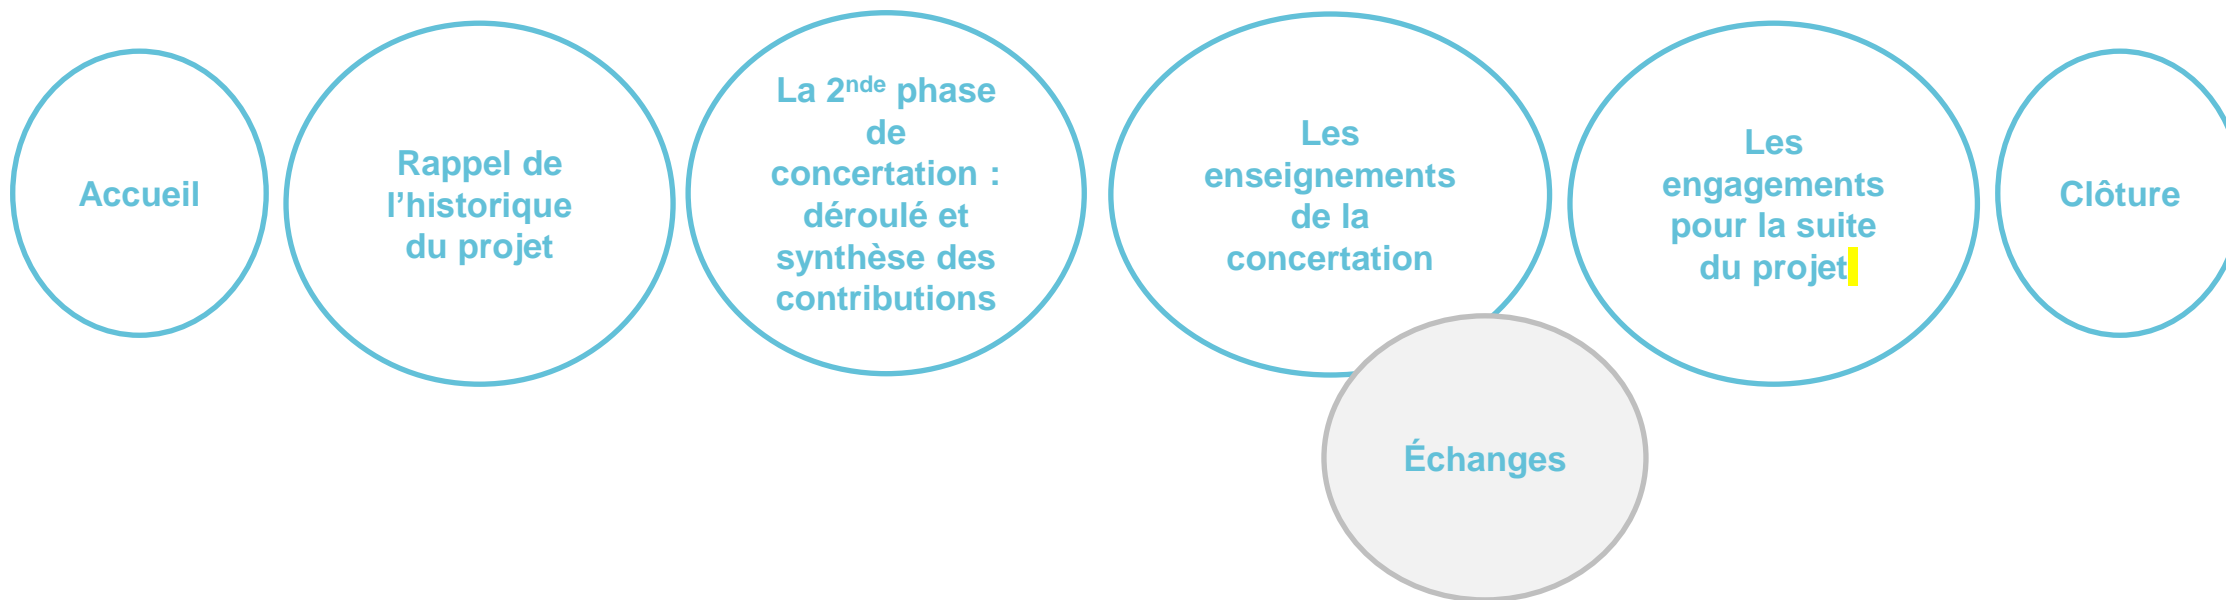 Accueil
Rappel de
l’historique
du projet
La 2nde phase
de
concertation :
déroulé et
synthèse des
contributions
Les
enseignements
de la
concertation
Les
engagements
pour la suite
du projet
Clôture
Échanges